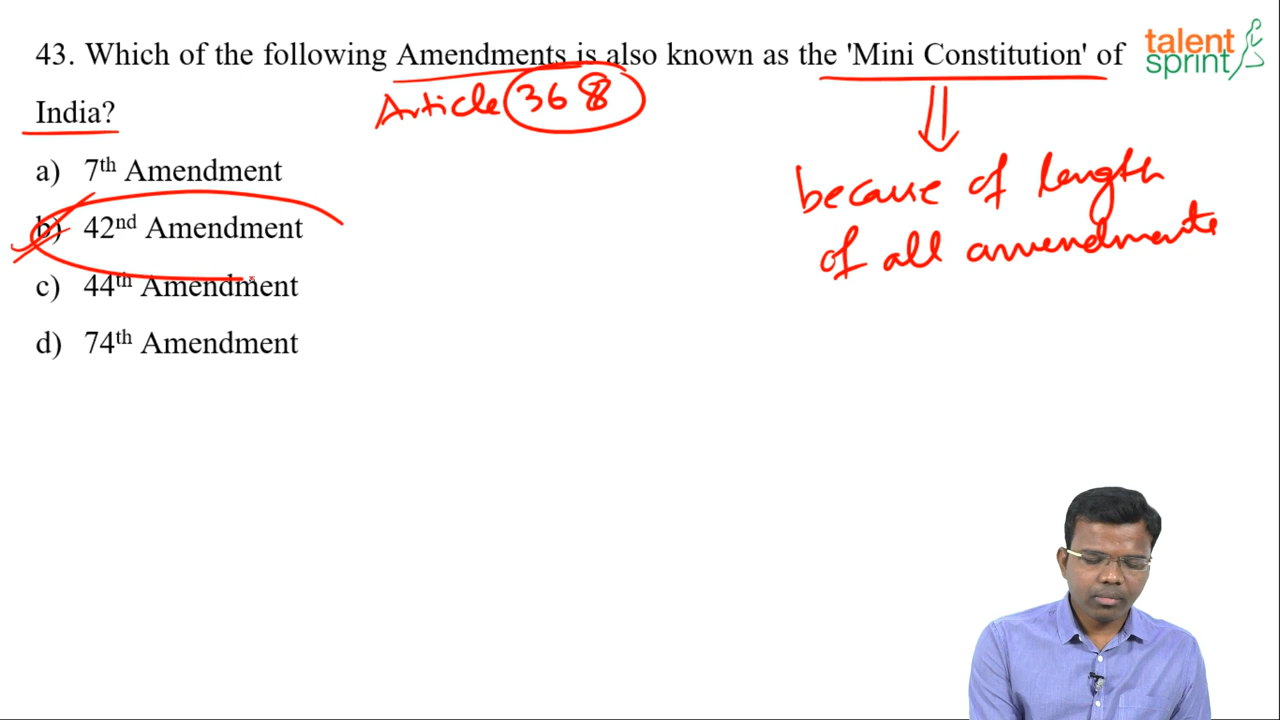 43. Which of the following Amendments is also known as the 'Mini Constitution' of
India?
talent
sprint
Article 368
a) 7th Amendment
b) 42nd Amendment
c) 44th Amendment
d) 74th Amendment
because of length
of all amendments